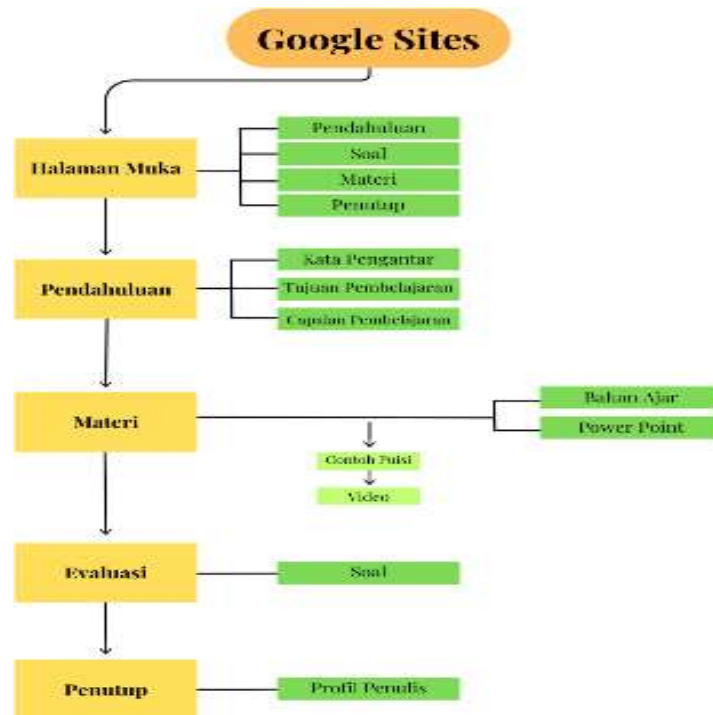 Google Sites
Halaman Muka
Pendahuluan
Soal
Materi
Penutup
Pendahuluan
Kata Pengantar
Tujuan Pembelajaran
Capaian Pembelajaran
Materi
Bahan Ajar
Power Point
Contoh Puisi
Video
Evaluasi
Soal
Penutup
Profil Penulis